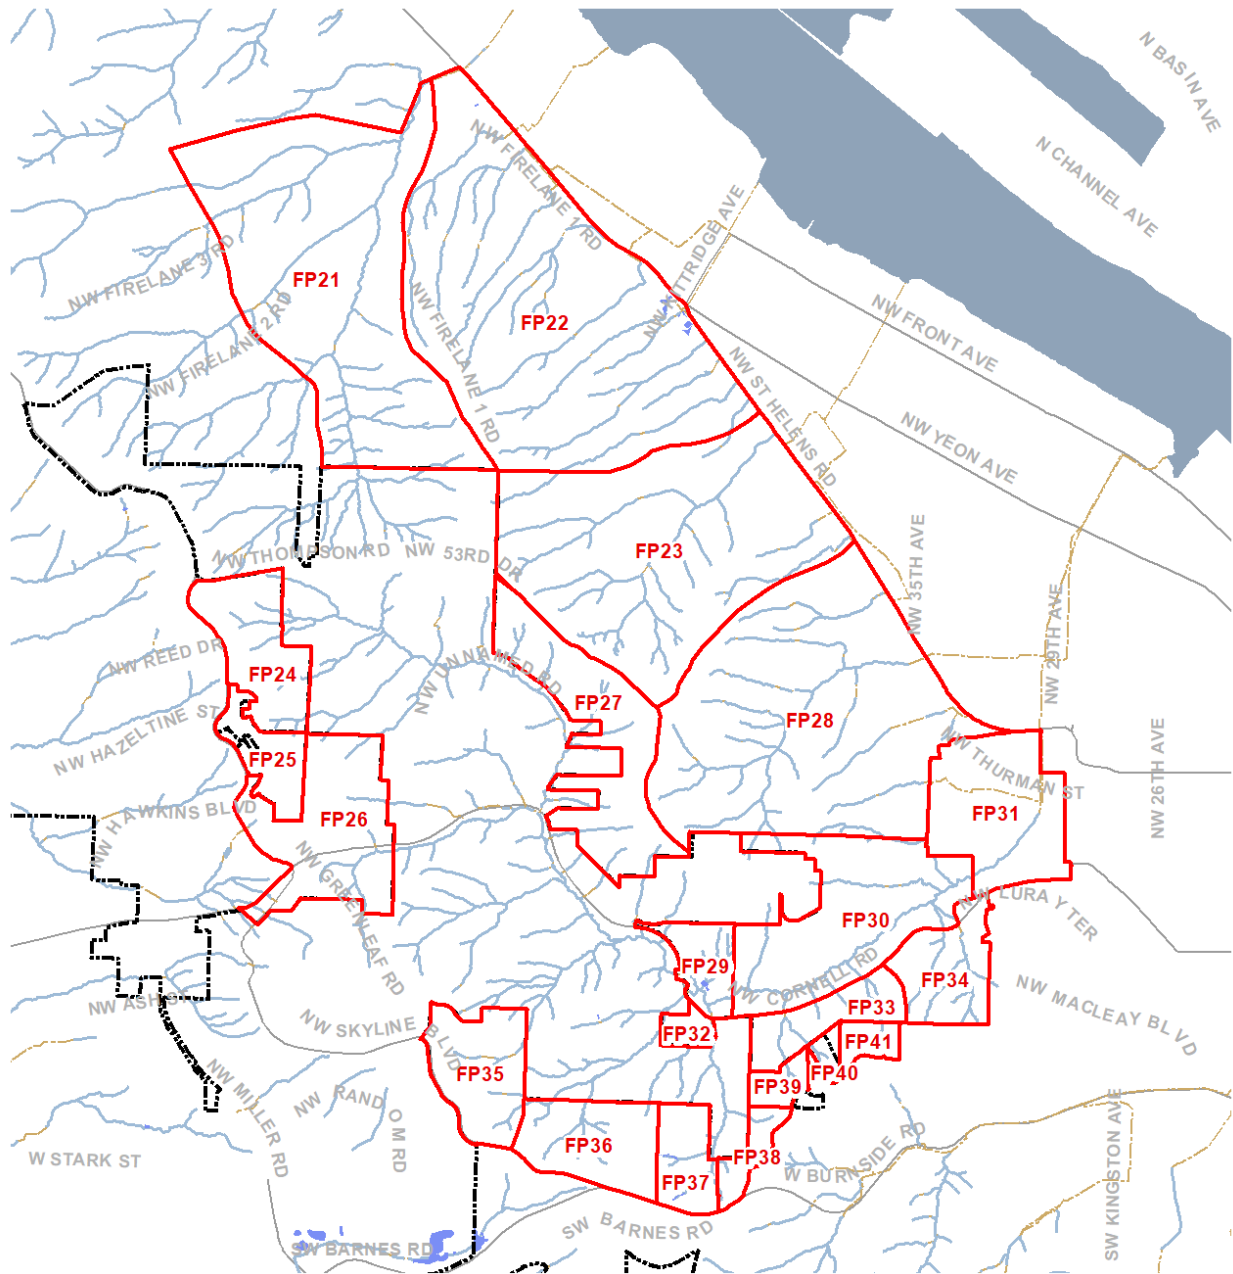 N BASIN AVE
N CHANNEL AVE
NW FIRELANE 1 RD
NW KITTRIDGE AVE
NW FIRELANE 3 RD
FP21
NW FIRELANE 2 RD
NW FIRELANE 1 RD
FP22
NW FRONT AVE
NW ST HELENS RD
NW YEON AVE
NW THOMPSON RD
NW 53RD DR
FP23
NW 35TH AVE
NW 29TH AVE
NW REED DR
FP24
NW UNNAMED RD
FP27
FP28
NW HAZELTINE ST
FP25
NW THURMAN ST
NW 26TH AVE
NW HAWKINS BLVD
FP26
FP31
NW GREENLEAF RD
FP30
NW LURAY TER
FP29
NW CORNELL RD
FP34
NW ASH ST
NW SKYLINE BLVD
FP33
NW MACLEAY BLVD
FP32
FP41
FP35
FP40
NW MILLER RD
NW RANDOM RD
FP39
W STARK ST
FP36
FP38
W BURNSIDE RD
FP37
SW KINGSTON AVE
SW BARNES RD
SW BARNES RD